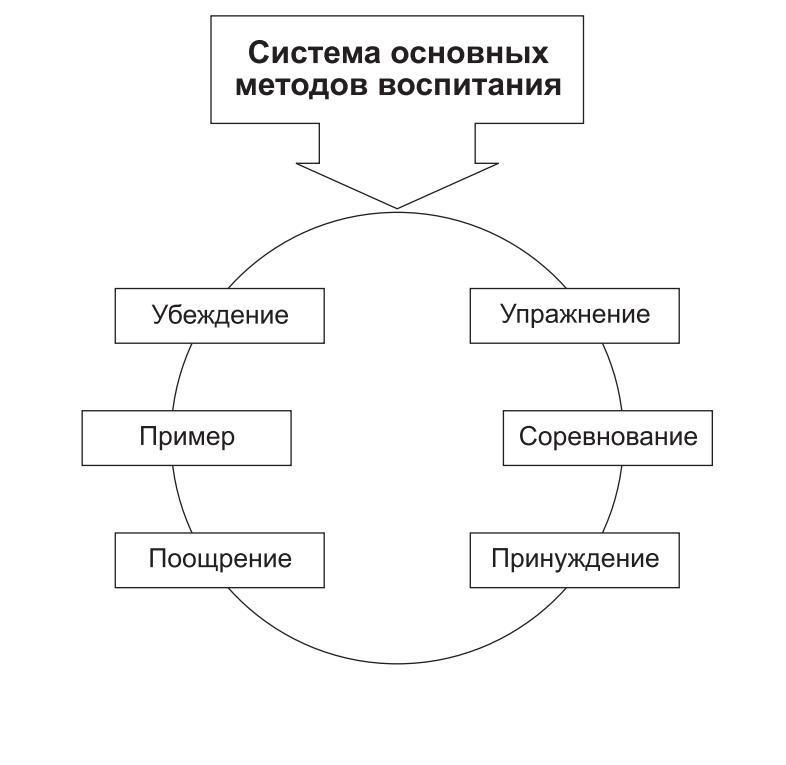 Система основных
методов воспитания
Убеждение
Упражнение
Пример
Соревнование
Поощрение
Принуждение